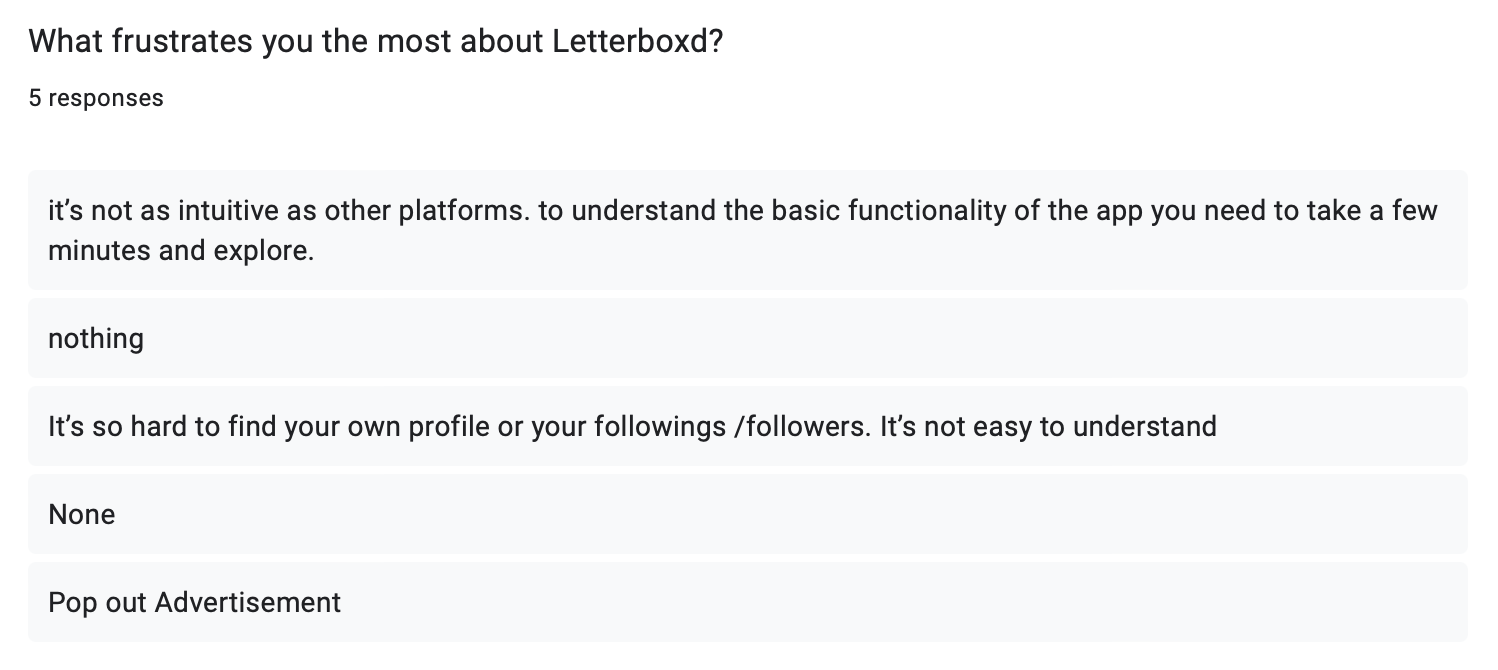 What frustrates you the most about Letterboxd?
5 responses
it’s not as intuitive as other platforms. to understand the basic functionality of the app you need to take a few
minutes and explore.
nothing
It’s so hard to find your own profile or your followings /followers. It’s not easy to understand
None
Pop out Advertisement